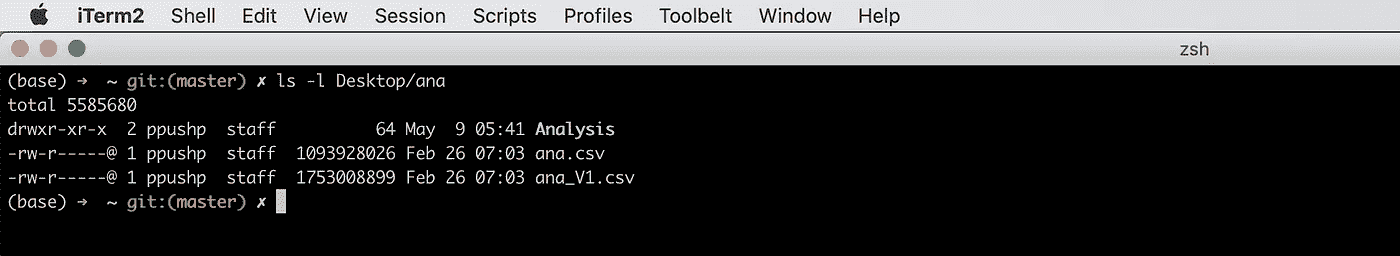 iTerm2 Shell Edit View Session Scripts Profiles Toolbelt Window Help
zsh
(base) → ~ git:(master) ✗ ls -l Desktop/ana
total 5585680
drwxr-xr-x  2 ppushp  staff          64 May  9 05:41 Analysis
-rw-r-----@ 1 ppushp  staff  1093928026 Feb 26 07:03 ana.csv
-rw-r-----@ 1 ppushp  staff  1753008899 Feb 26 07:03 ana_V1.csv
(base) → ~ git:(master) ✗